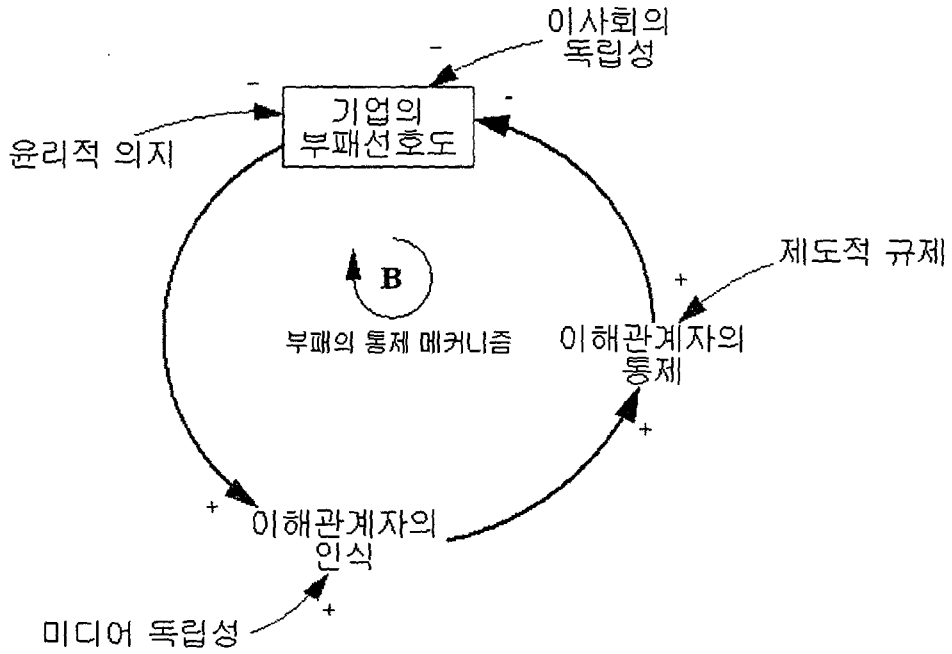 이사회의
독립성
-
-
-
기업의
부패선호도
윤리적 의지
제도적 규제
+
B
부패의 통제 메커니즘
이해관계자의
통제
+
+
이해관계자의
인식
+
미디어 독립성